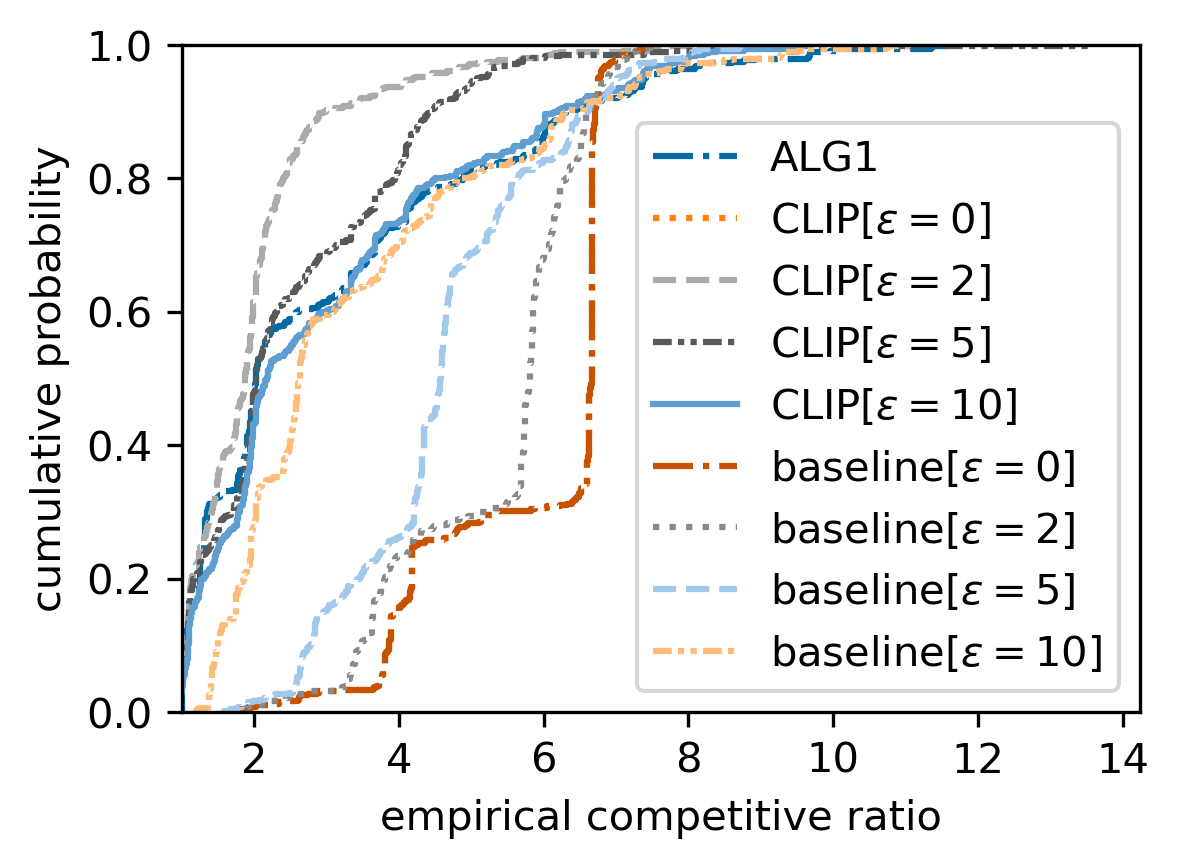 1.0
0.8
0.6
0.4
0.2
0.0
cumulative probability
2 4 6 8 10 12 14
empirical competitive ratio
ALG1
CLIP[ε = 0]
CLIP[ε = 2]
CLIP[ε = 5]
CLIP[ε = 10]
baseline[ε = 0]
baseline[ε = 2]
baseline[ε = 5]
baseline[ε = 10]